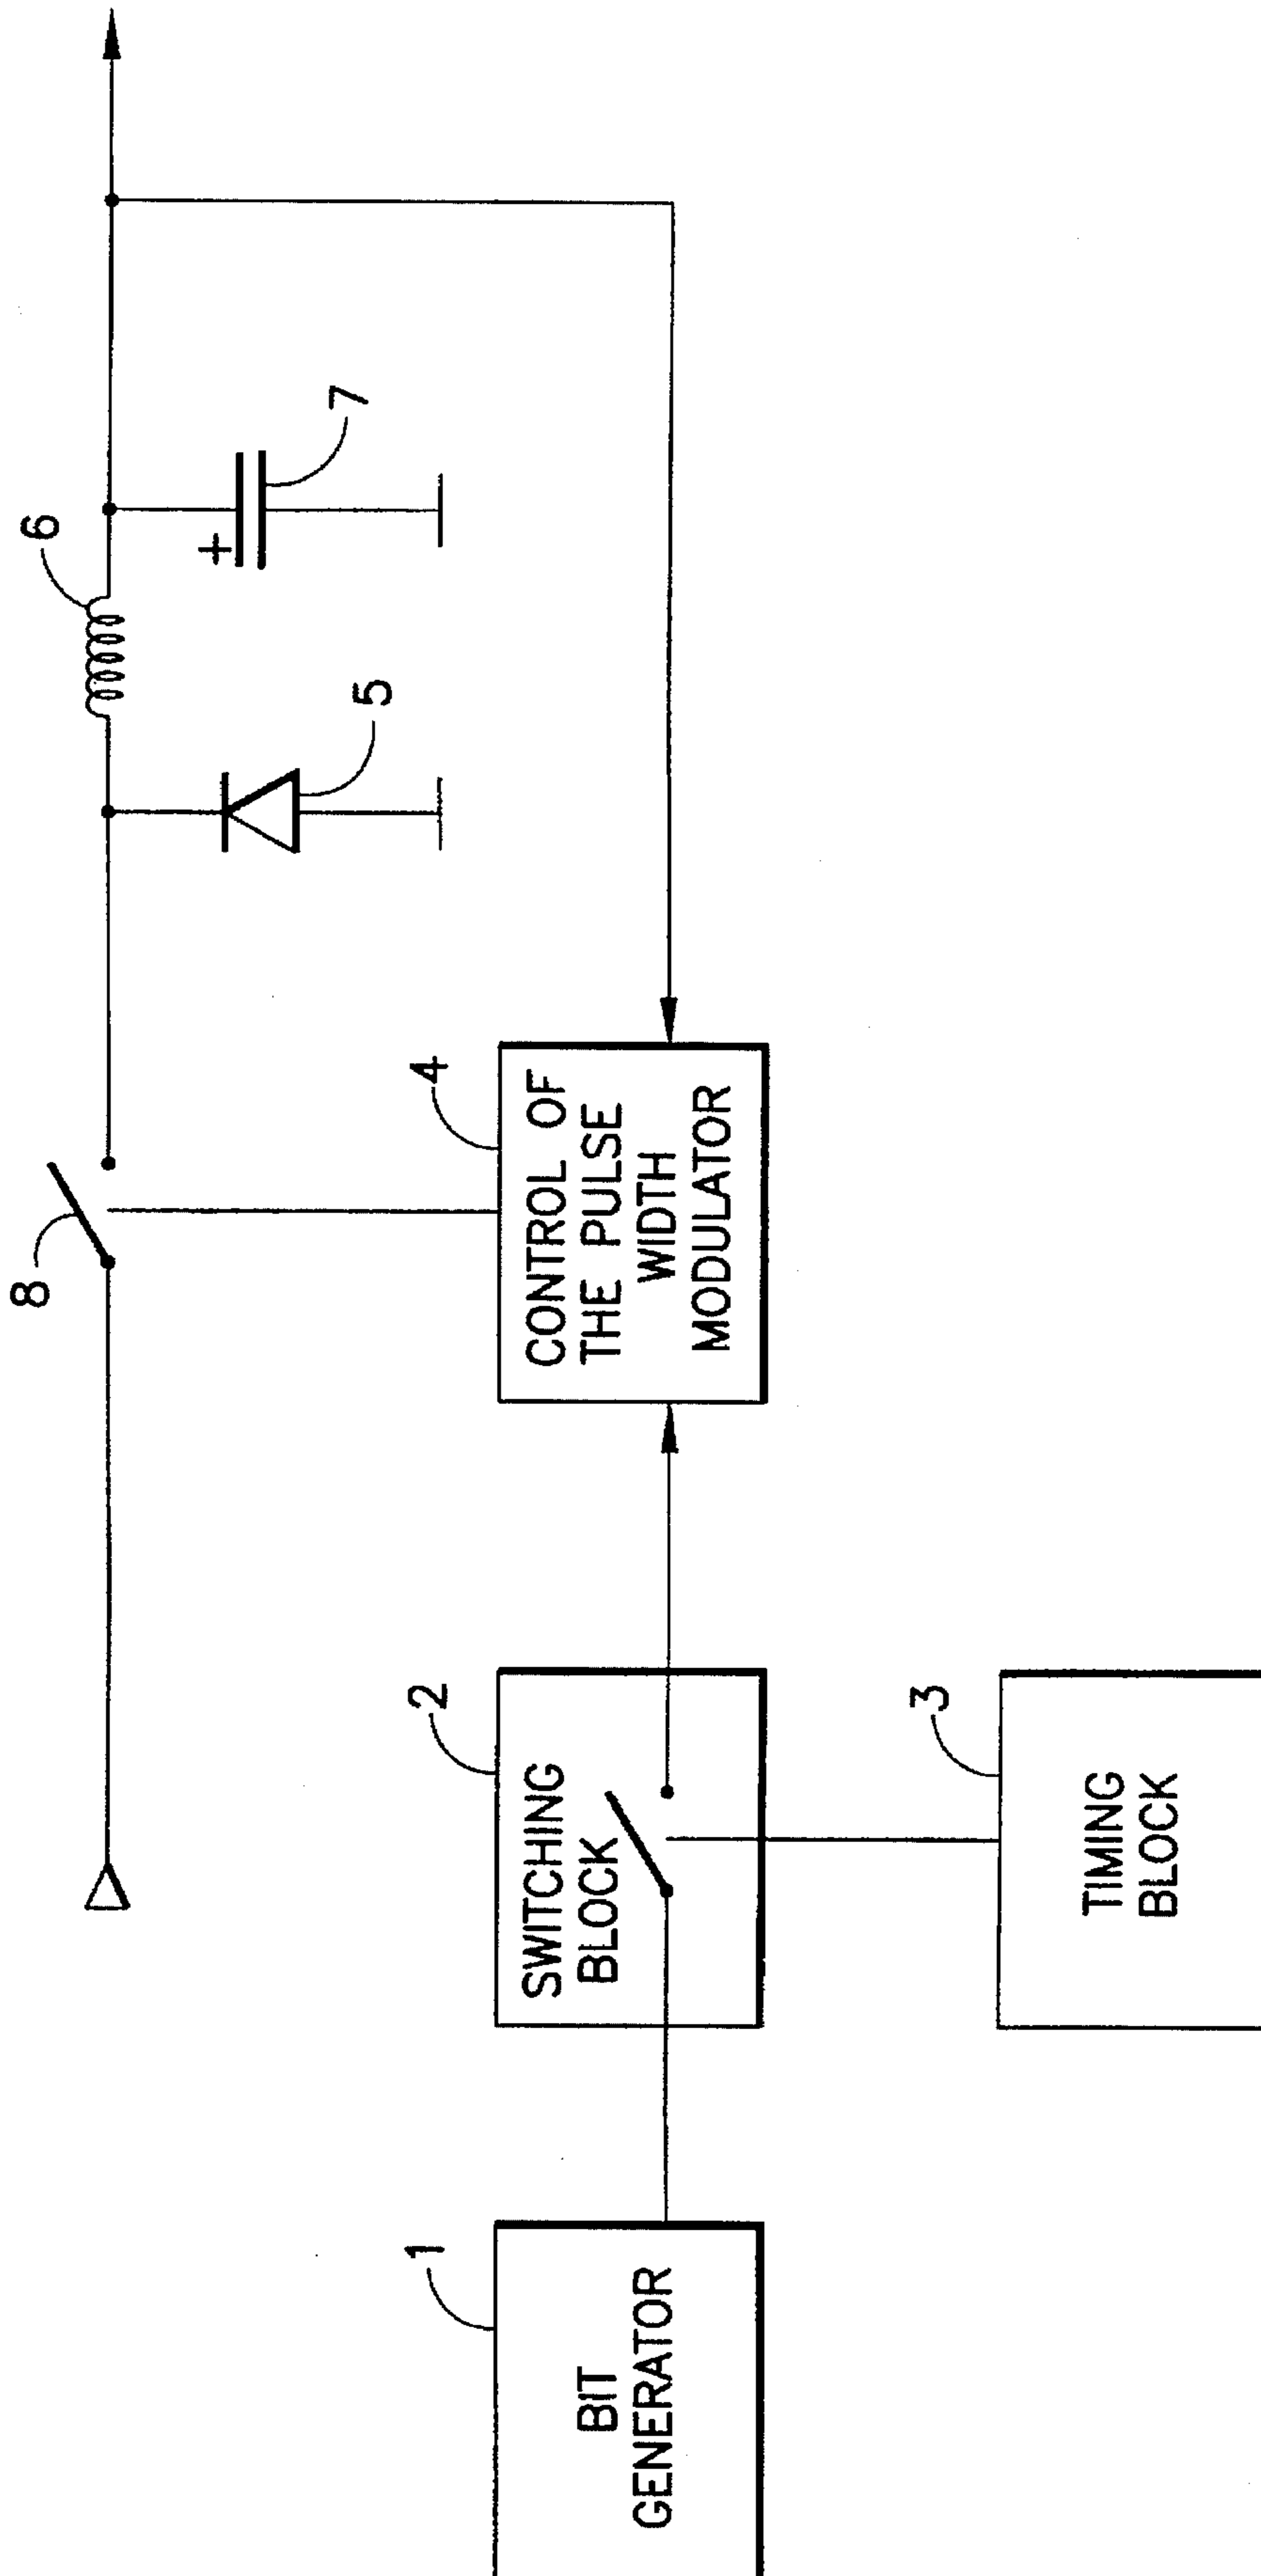 8
6
+
7
5
4
CONTROL OF
THE PULSE
WIDTH
MODULATOR
1
BIT
GENERATOR
2
SWITCHING
BLOCK
3
TIMING
BLOCK